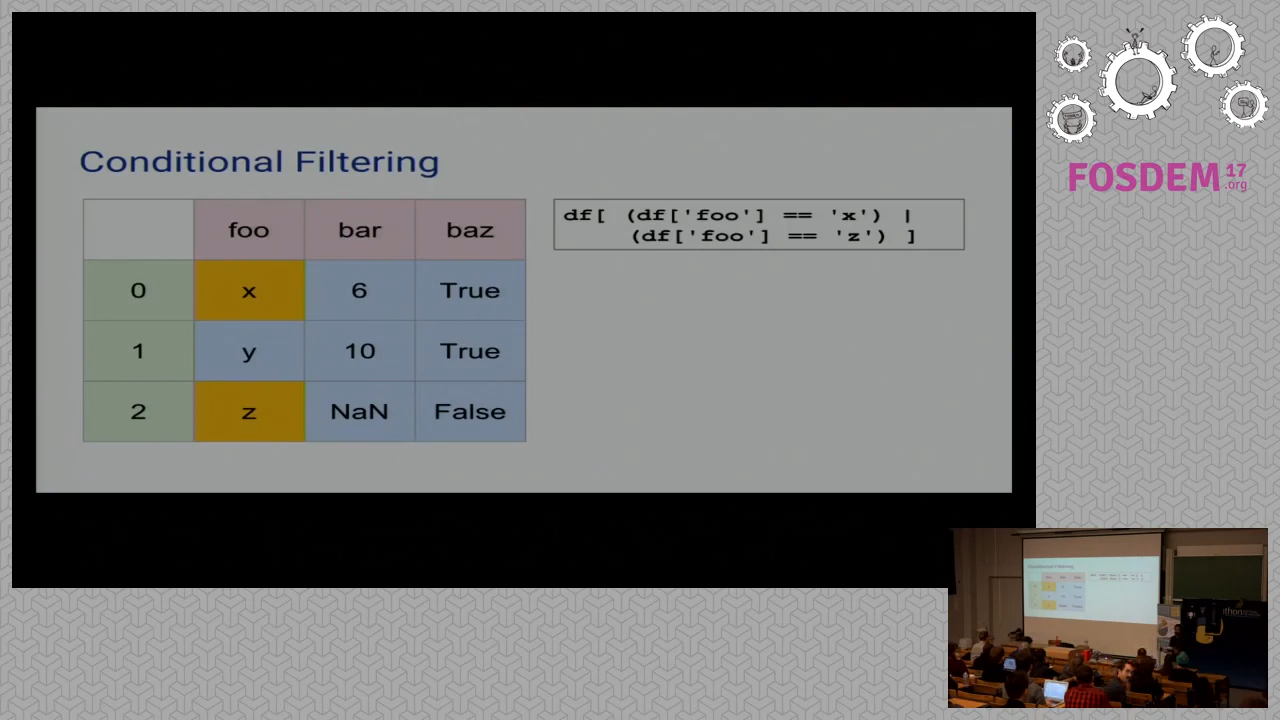 Conditional Filtering
foo bar baz
0 x 6 True
1 y 10 True
2 z NaN False
df[ (df['foo'] == 'x') |
(df['foo'] == 'z') ]
FOSDEM 17
.org